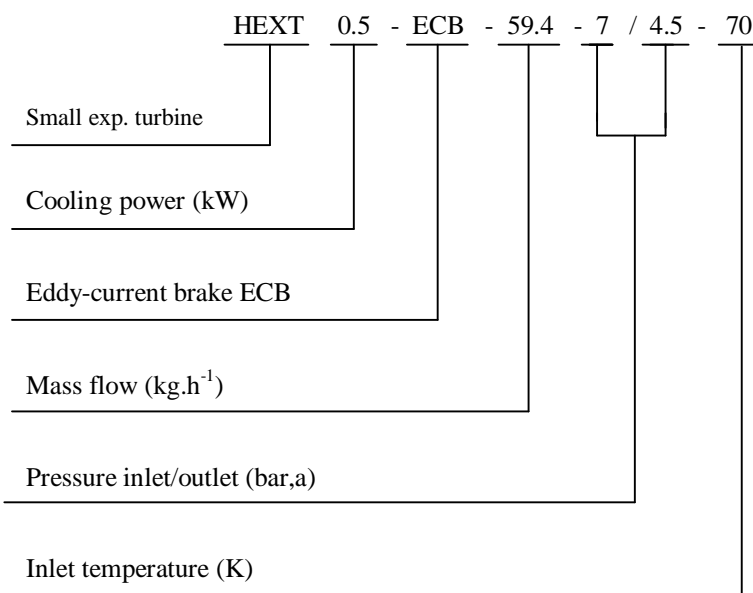 HEXT 0.5 - ECB - 59.4 - 7 / 4.5 - 70
Small exp. turbine
Cooling power (kW)
Eddy-current brake ECB
Mass flow (kg.h⁻¹)
Pressure inlet/outlet (bar,a)
Inlet temperature (K)